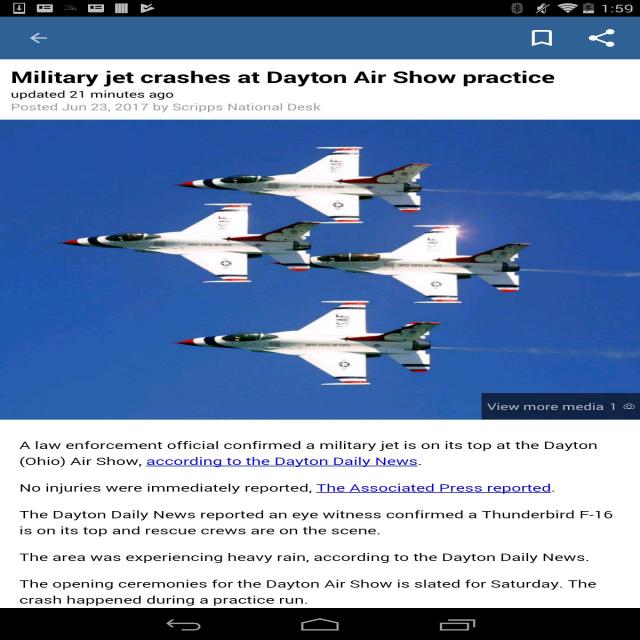 1:59
Military jet crashes at Dayton Air Show practice
updated 21 minutes ago
Posted Jun 23, 2017 by Scripps National Desk
USAF
USAF
View more media 1
A law enforcement official confirmed a military jet is on its top at the Dayton
(Ohio) Air Show, according to the Dayton Daily News.
No injuries were immediately reported, The Associated Press reported.
The Dayton Daily News reported an eye witness confirmed a Thunderbird F-16
is on its top and rescue crews are on the scene.
The area was experiencing heavy rain, according to the Dayton Daily News.
The opening ceremonies for the Dayton Air Show is slated for Saturday. The
crash happened during a practice run.